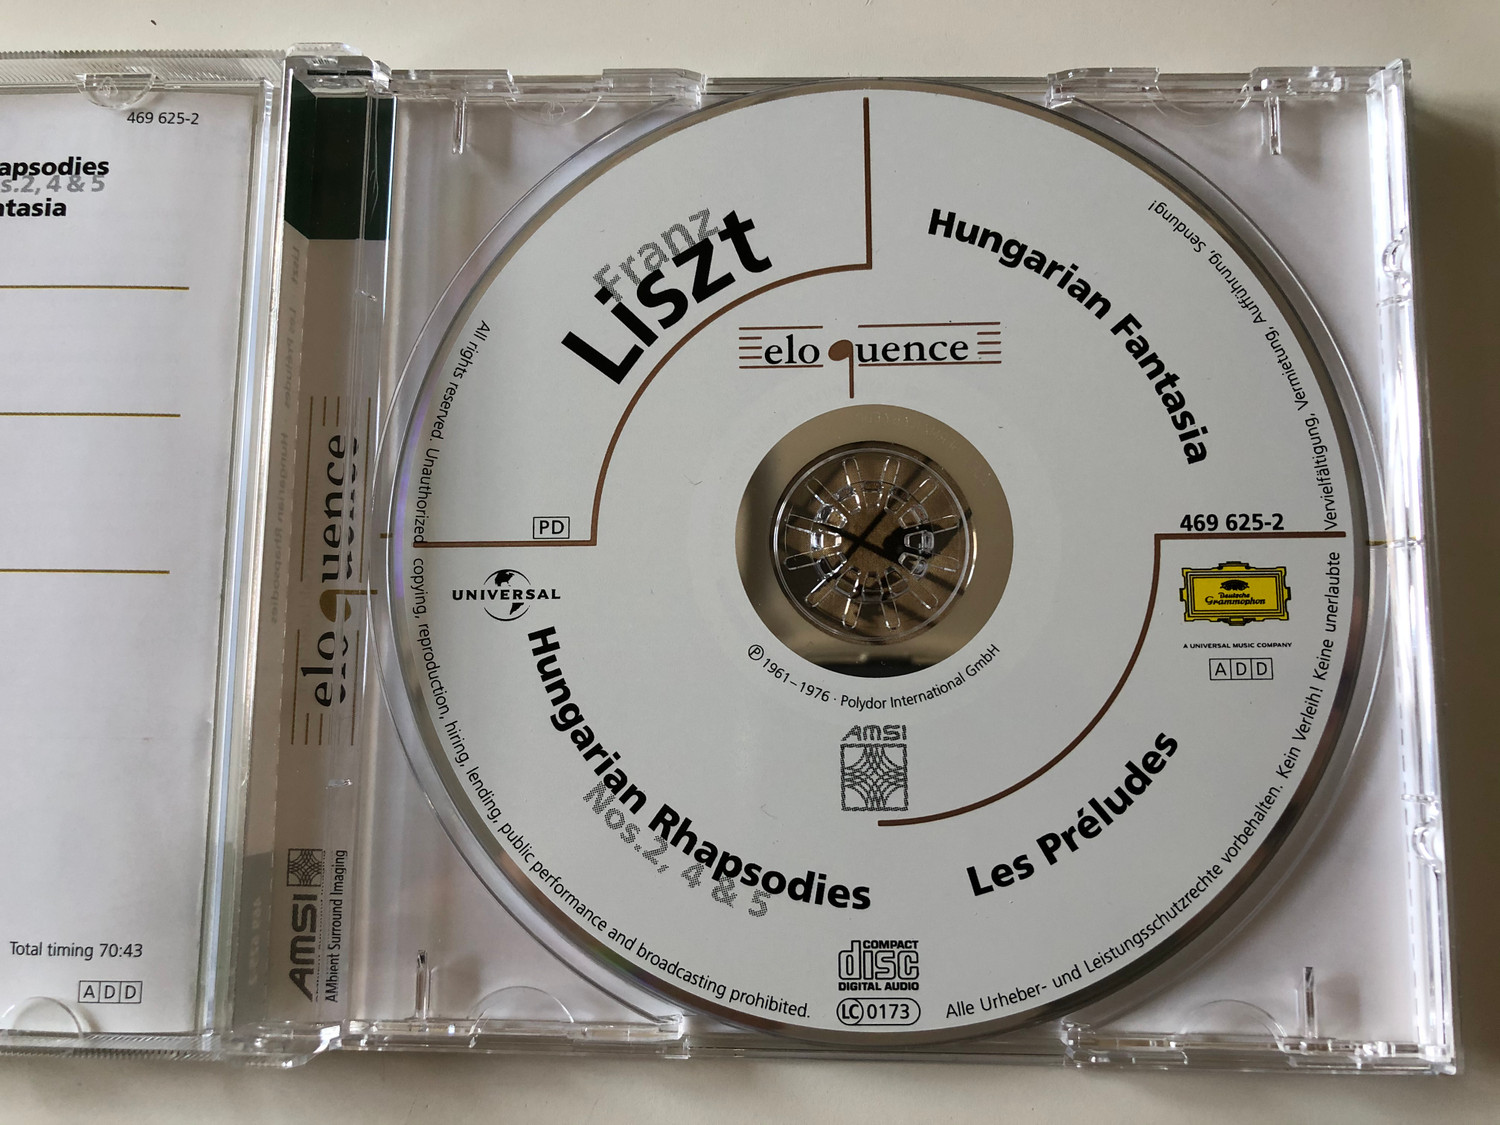 469 625-2
apsodies
s.2, 4 & 5
ntasia
Total timing 70:43
ADD
eloquence
AMSI
AMbient Surround Imaging
Franz
Liszt
Hungarian Fantasia
eloquence
PD
469 625-2
UNIVERSAL
Deutsche
Grammophon
A UNIVERSAL MUSIC COMPANY
ADD
Ⓟ 1961–1976 · Polydor International GmbH
AMSI
Hungarian Rhapsodies
Nos.2, 4 & 5
Les Préludes
COMPACT
disc
DIGITAL AUDIO
LC 0173
All rights reserved. Unauthorized copying, reproduction, hiring, lending, public performance and broadcasting prohibited.
Alle Urheber- und Leistungsschutzrechte vorbehalten. Kein Verleih! Keine unerlaubte Vervielfältigung, Vermietung, Aufführung, Sendung!